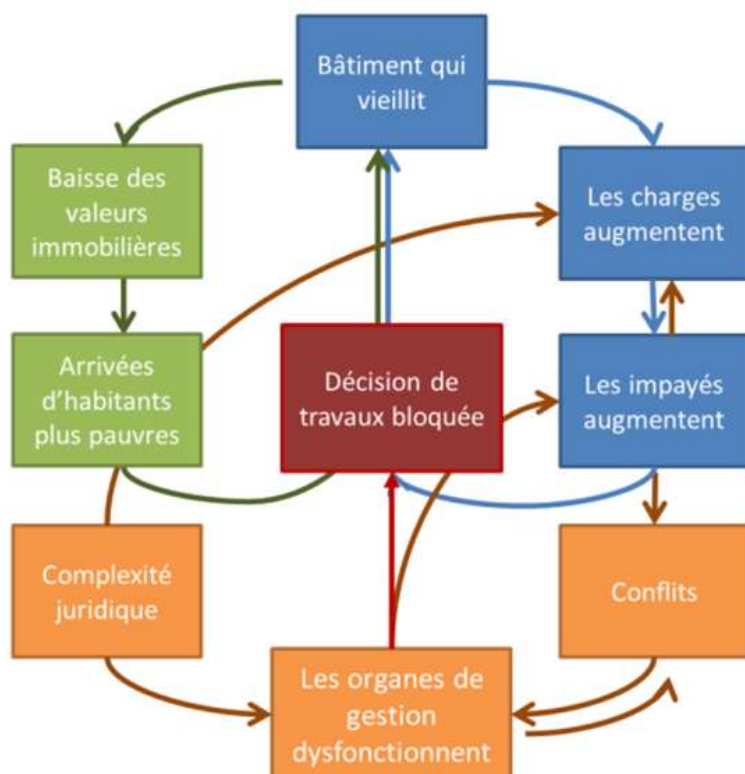 Bâtiment qui
vieillit
Baisse des
valeurs
immobilières
Les charges
augmentent
Arrivées
d'habitants
plus pauvres
Décision de
travaux bloquée
Les impayés
augmentent
Complexité
juridique
Conflits
Les organes de
gestion
dysfonctionnent